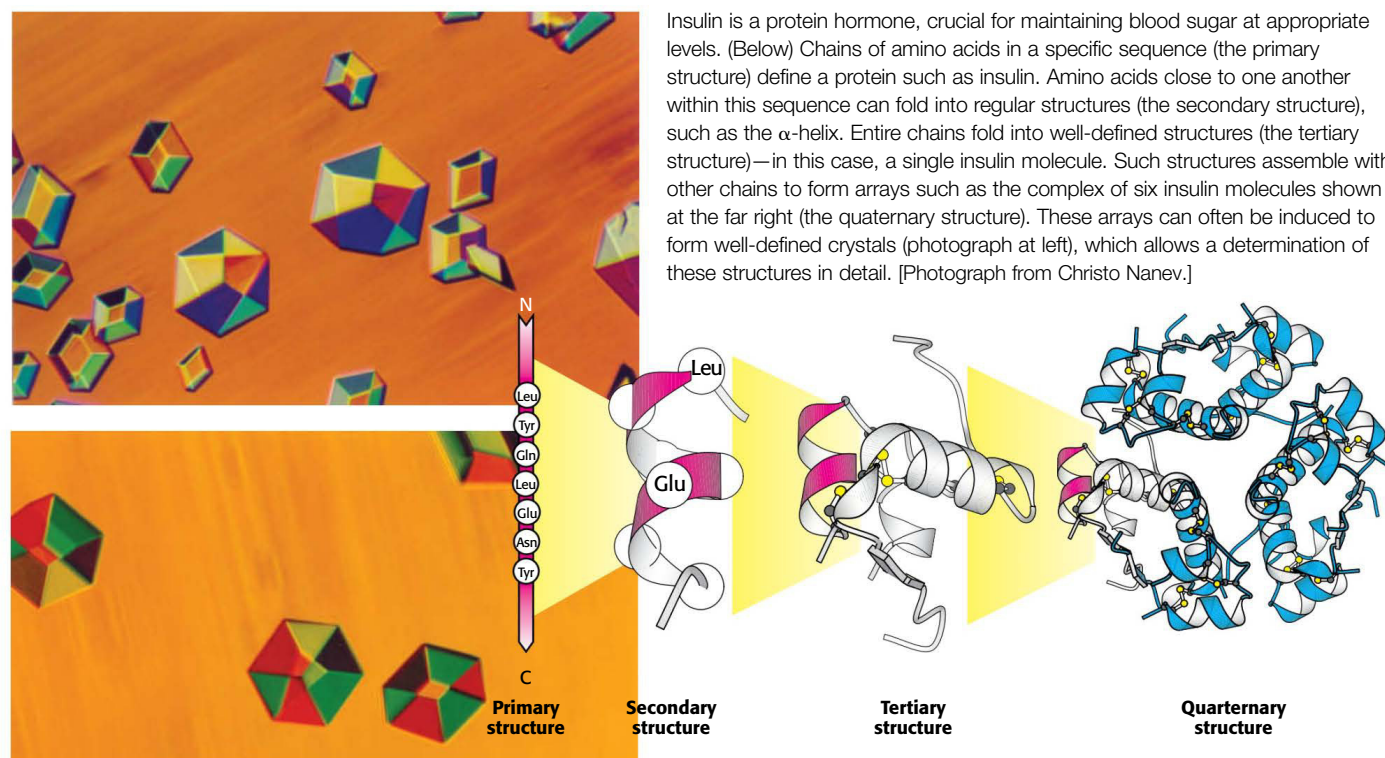 Insulin is a protein hormone, crucial for maintaining blood sugar at appropriate
levels. (Below) Chains of amino acids in a specific sequence (the primary
structure) define a protein such as insulin. Amino acids close to one another
within this sequence can fold into regular structures (the secondary structure),
such as the α-helix. Entire chains fold into well-defined structures (the tertiary
structure)—in this case, a single insulin molecule. Such structures assemble with
other chains to form arrays such as the complex of six insulin molecules shown
at the far right (the quaternary structure). These arrays can often be induced to
form well-defined crystals (photograph at left), which allows a determination of
these structures in detail. [Photograph from Christo Nanev.]
N
Leu
Tyr
Gln
Leu
Glu
Asn
Tyr
C
Leu
Glu
Primary
structure
Secondary
structure
Tertiary
structure
Quarternary
structure